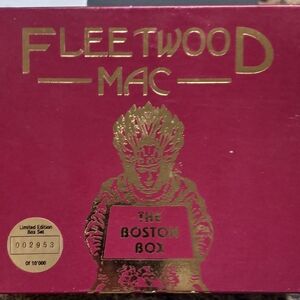 FLEETWOOD
MAC
THE
BOSTON
BOX
Limited Edition
Box Set
002953
Of 10'000